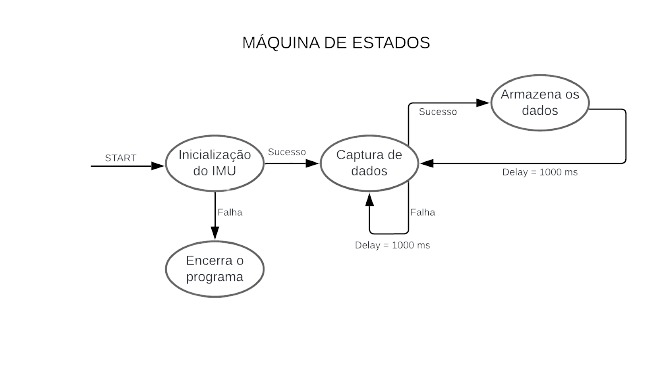 MÁQUINA DE ESTADOS
Armazena os
dados
Sucesso
START
Inicialização
do IMU
Sucesso
Captura de
dados
Delay = 1000 ms
Falha
Falha
Delay = 1000 ms
Encerra o
programa